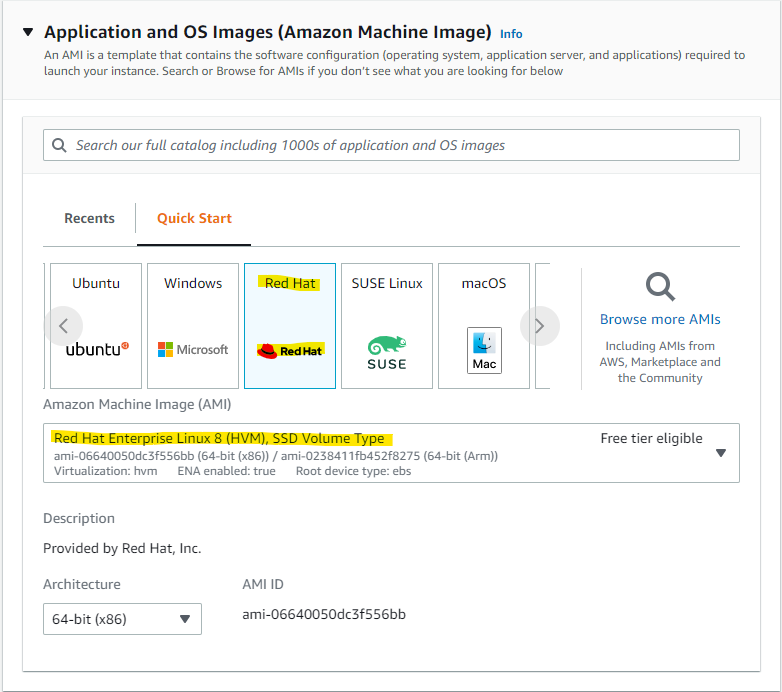 Application and OS Images (Amazon Machine Image) Info
An AMI is a template that contains the software configuration (operating system, application server, and applications) required to
launch your instance. Search or Browse for AMIs if you don't see what you are looking for below
Search our full catalog including 1000s of application and OS images
Recents
Quick Start
Ubuntu
ubuntu
Windows
Microsoft
Red Hat
Red Hat
SUSE Linux
SUSE
macOS
Mac
Browse more AMIs
Including AMIs from
AWS, Marketplace and
the Community
Amazon Machine Image (AMI)
Red Hat Enterprise Linux 8 (HVM), SSD Volume Type
Free tier eligible
ami-06640050dc3f556bb (64-bit (x86)) / ami-0238411fb452f8275 (64-bit (Arm))
Virtualization: hvm ENA enabled: true Root device type: ebs
Description
Provided by Red Hat, Inc.
Architecture
64-bit (x86)
AMI ID
ami-06640050dc3f556bb